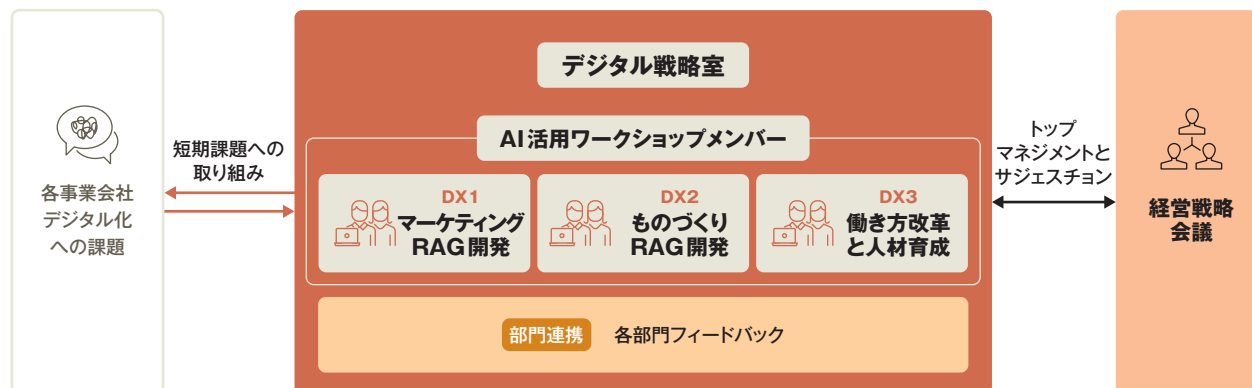 各事業会社
デジタル化
への課題
短期課題への
取り組み
デジタル戦略室
AI活用ワークショップメンバー
DX1
マーケティング
RAG開発
DX2
ものづくり
RAG開発
DX3
働き方改革
と人材育成
部門連携 各部門フィードバック
トップ
マネジメントと
サジェスチョン
経営戦略
会議